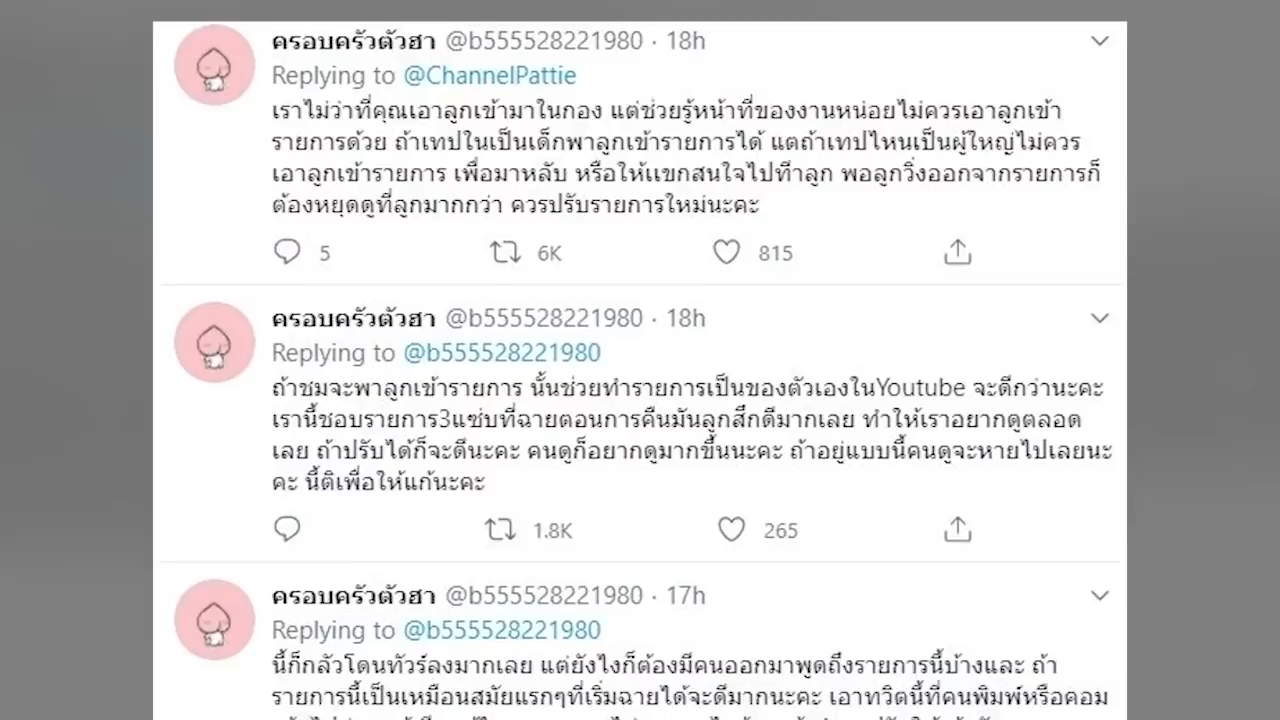 ครอบครัวตัวฮา @b555528221980 · 18h
Replying to @ChannelPattie
เราไม่ว่าที่คุณเอาลูกเข้ามาในกอง แต่ช่วยรู้หน้าที่ของงานหน่อยไม่ควรเอาลูกเข้า
รายการด้วย ถ้าเทปในเป็นเด็กพาลูกเข้ารายการได้ แตถ้าเทปไหนเป็นผู้ใหญ่ไม่ควร
เอาลูกเข้ารายการ เพื่อมาหลับ หรือให้แขกสนใจไปทีาลูก พอลูกวิ่งออกจากรายการก็
ต้องหยุดดูที่ลูกมากกว่า ควรปรับรายการใหม่นะคะ
5 6K 815
ครอบครัวตัวฮา @b555528221980 · 18h
Replying to @b555528221980
ถ้าชมจะพาลูกเข้ารายการ นั้นช่วยทำรายการเป็นของตัวเองในYoutube จะดีกว่านะคะ
เรานี้ชอบรายการ3แซ่บที่ฉายตอนการคืนมันลูกสึกดีมากเลย ทำให้เราอยากดูตลอด
เลย ถ้าปรับได้ก็จะดีนะคะ คนดูก็อยากดูมากขึ้นนะคะ ถ้าอยู่แบบนี้คนดูจะหายไปเลยนะ
คะ นี้ติเพื่อให้แก้นะคะ
1.8K 265
ครอบครัวตัวฮา @b555528221980 · 17h
Replying to @b555528221980
นี้ก็กลัวโดนทัวร์ลงมากเลย แต่ยังไงก็ต้องมีคนออกมาพูดถึงรายการนี้บ้างและ ถ้า
รายการนี้เป็นเหมือนสมัยแรกๆที่เริ่มฉายได้จะดีมากนะคะ เอาทวิตนี้ที่คนพิมพ์หรือคอม